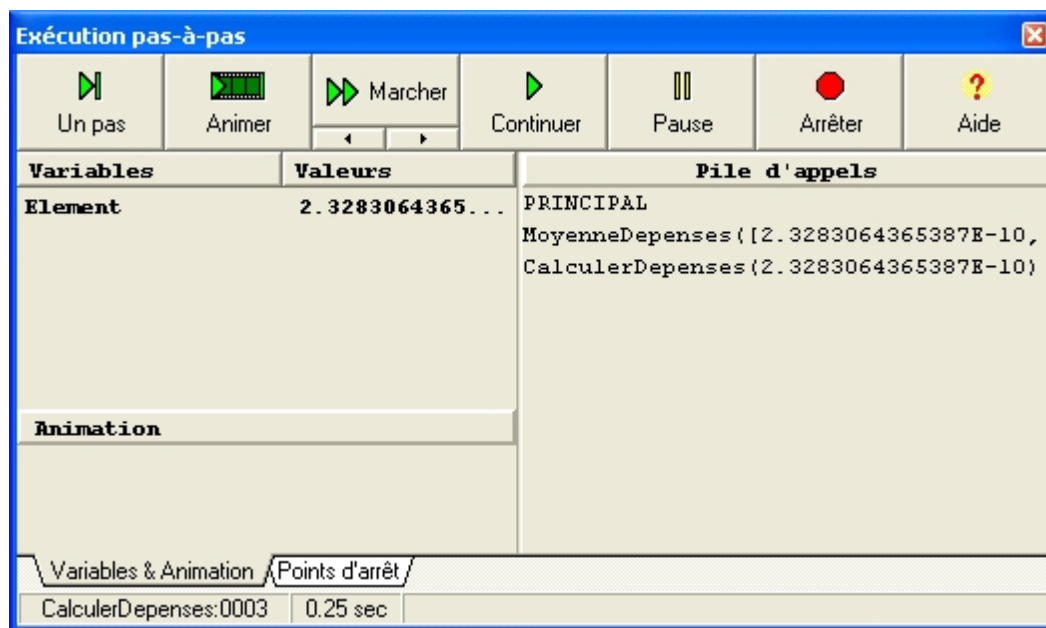 Exécution pas-à-pas
Un pas
Animer
Marcher
Continuer
Pause
Arrêter
Aide
Variables
Valeurs
Element
2.3283064365...
Pile d'appels
PRINCIPAL
MoyenneDepenses([2.3283064365387E-10,
CalculerDepenses(2.3283064365387E-10)
Animation
Variables & Animation
Points d'arrêt
CalculerDepenses:0003
0.25 sec